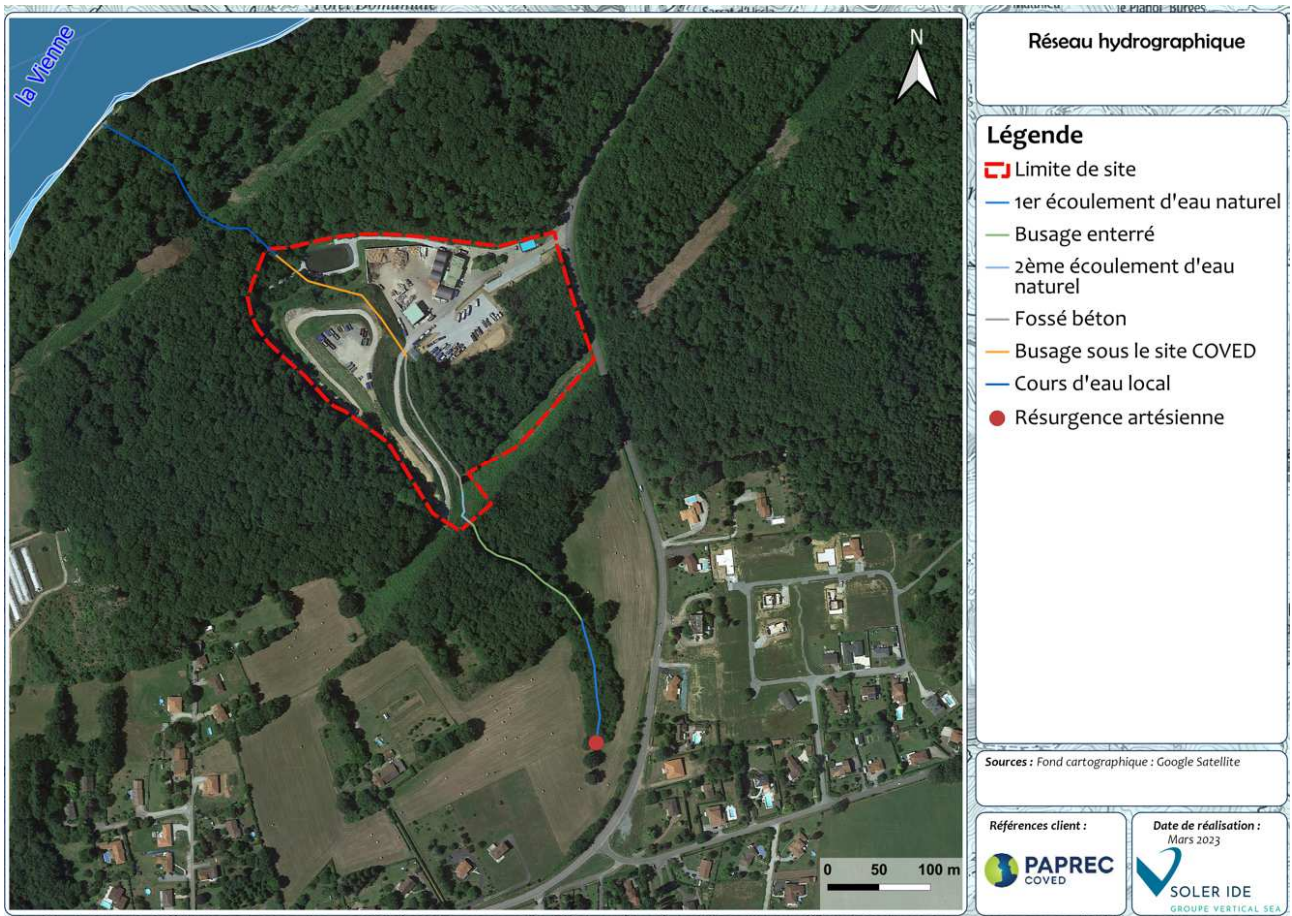 la Vienne
N
Réseau hydrographique
Légende
Limite de site
1er écoulement d'eau naturel
Busage enterré
2ème écoulement d'eau
naturel
Fossé béton
Busage sous le site COVED
Cours d'eau local
Résurgence artésienne
Sources : Fond cartographique : Google Satellite
Références client :
PAPREC
COVED
Date de réalisation :
Mars 2023
SOLER IDE
GROUPE VERTICAL SEA
0 50 100 m